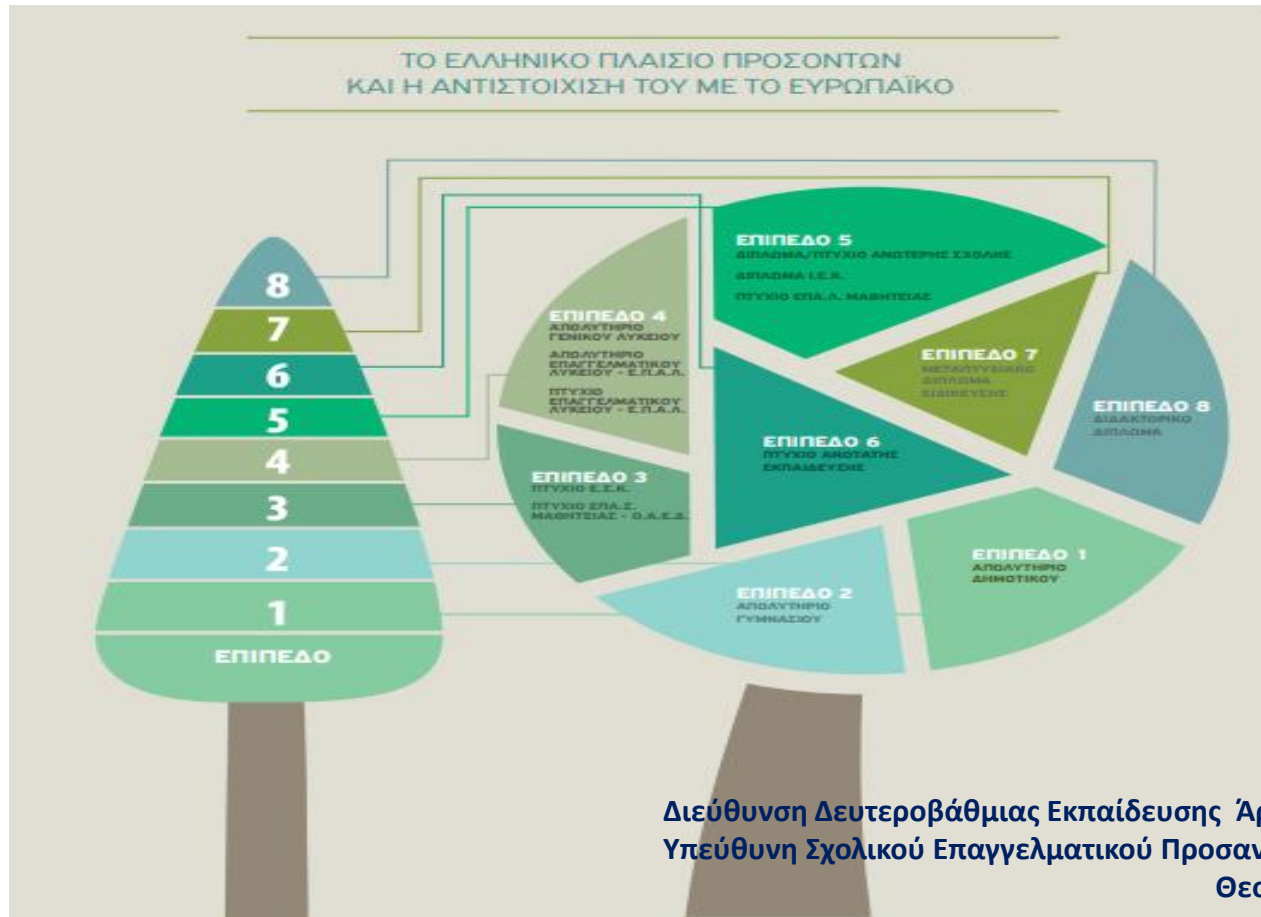 ΤΟ ΕΛΛΗΝΙΚΟ ΠΛΑΙΣΙΟ ΠΡΟΣΟΝΤΩΝ
ΚΑΙ Η ΑΝΤΙΣΤΟΙΧΙΣΗ ΤΟΥ ΜΕ ΤΟ ΕΥΡΩΠΑΪΚΟ
8
7
6
5
4
3
2
1
ΕΠΙΠΕΔΟ
ΕΠΙΠΕΔΟ 5
ΔΙΠΛΩΜΑ/ΠΤΥΧΙΟ ΑΝΩΤΕΡΗΣ ΣΧΟΛΗΣ
ΔΙΠΛΩΜΑ Ι.Ε.Κ.
ΠΤΥΧΙΟ ΕΠΑ.Λ. ΜΑΘΗΤΕΙΑΣ
ΕΠΙΠΕΔΟ 4
ΑΠΟΛΥΤΗΡΙΟ
ΓΕΝΙΚΟΥ ΛΥΚΕΙΟΥ
ΑΠΟΛΥΤΗΡΙΟ
ΕΠΑΓΓΕΛΜΑΤΙΚΟΥ
ΛΥΚΕΙΟΥ - Ε.Π.Α.Λ.
ΠΤΥΧΙΟ
ΕΠΑΓΓΕΛΜΑΤΙΚΟΥ
ΛΥΚΕΙΟΥ - Ε.Π.Α.Λ.
ΕΠΙΠΕΔΟ 7
ΜΕΤΑΠΤΥΧΙΑΚΟ
ΔΙΠΛΩΜΑ
ΕΙΔΙΚΕΥΣΗΣ
ΕΠΙΠΕΔΟ 8
ΔΙΔΑΚΤΟΡΙΚΟ
ΔΙΠΛΩΜΑ
ΕΠΙΠΕΔΟ 6
ΠΤΥΧΙΟ ΑΝΩΤΑΤΗΣ
ΕΚΠΑΙΔΕΥΣΗΣ
ΕΠΙΠΕΔΟ 3
ΠΤΥΧΙΟ Ε.Σ.Κ.
ΠΤΥΧΙΟ ΕΠΑ.Σ.
ΜΑΘΗΤΕΙΑΣ - Ο.Α.Ε.Δ.
ΕΠΙΠΕΔΟ 1
ΑΠΟΛΥΤΗΡΙΟ
ΔΗΜΟΤΙΚΟΥ
ΕΠΙΠΕΔΟ 2
ΑΠΟΛΥΤΗΡΙΟ
ΓΥΜΝΑΣΙΟΥ
Διεύθυνση Δευτεροβάθμιας Εκπαίδευσης Άρ
Υπεύθυνη Σχολικού Επαγγελματικού Προσαν
Θεο